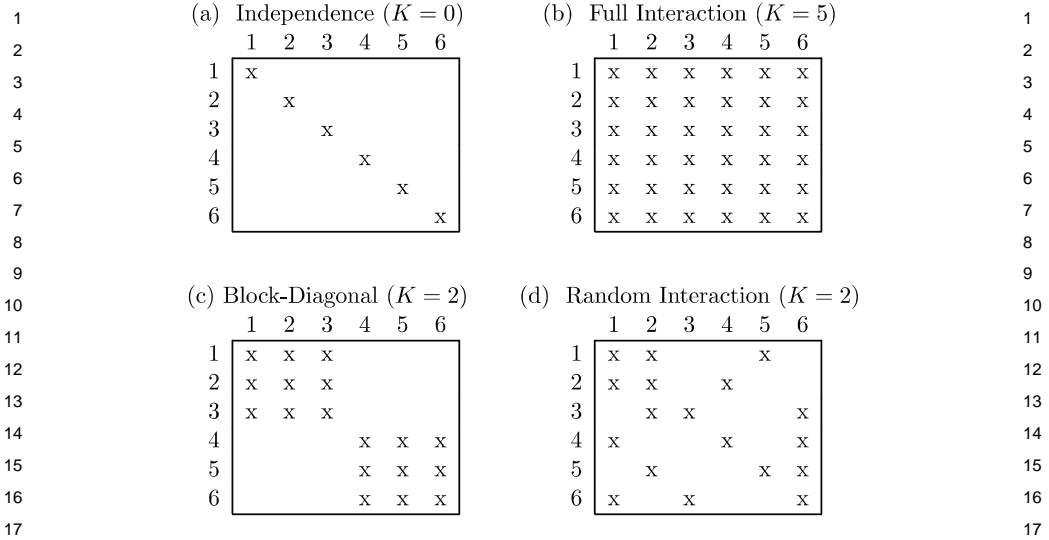 1 1
(a) Independence (K = 0) (b) Full Interaction (K = 5)
2 1 2 3 4 5 6 1 2 3 4 5 6 2
3 1 x 1 x x x x x x 3
4 2 x 2 x x x x x x 4
5 3 x 3 x x x x x x 5
6 4 x 4 x x x x x x 6
7 5 x 5 x x x x x x 7
6 x 6 x x x x x x
8 8
9 9
10 (c) Block-Diagonal (K = 2) (d) Random Interaction (K = 2) 10
1 2 3 4 5 6 1 2 3 4 5 6
11 11
12 1 x x x 1 x x x 12
2 x x x 2 x x x
13 3 x x x 3 x x x 13
14 4 x x x 4 x x x 14
15 5 x x x 5 x x x 15
16 6 x x x 6 x x x 16
17 17